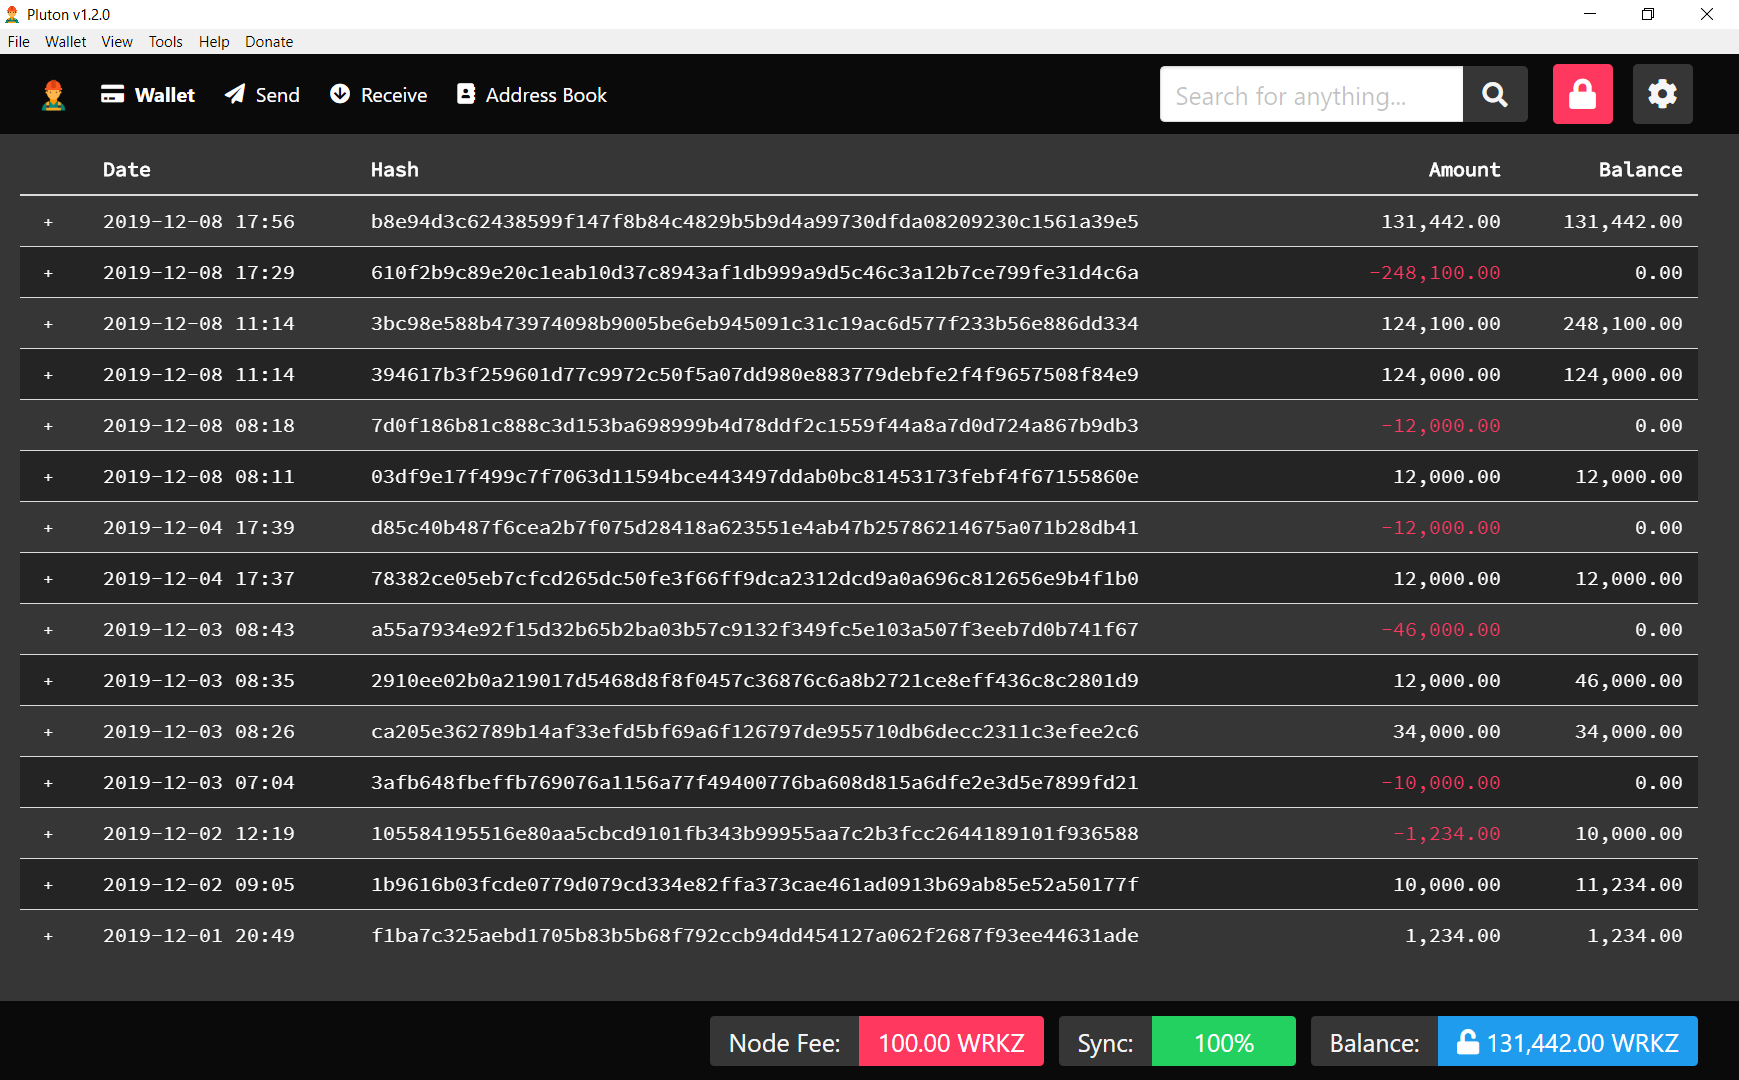 Pluton v1.2.0
File Wallet View Tools Help Donate
Wallet Send Receive Address Book Search for anything...
Date Hash Amount Balance
+ 2019-12-08 17:56 b8e94d3c62438599f147f8b84c4829b5b9d4a99730dfda08209230c1561a39e5 131,442.00 131,442.00
+ 2019-12-08 17:29 610f2b9c89e20c1eab10d37c8943af1db999a9d5c46c3a12b7ce799fe31d4c6a -248,100.00 0.00
+ 2019-12-08 11:14 3bc98e588b473974098b9005be6eb945091c31c19ac6d577f233b56e886dd334 124,100.00 248,100.00
+ 2019-12-08 11:14 394617b3f259601d77c9972c50f5a07dd980e883779debfe2f4f9657508f84e9 124,000.00 124,000.00
+ 2019-12-08 08:18 7d0f186b81c888c3d153ba698999b4d78ddf2c1559f44a8a7d0d724a867b9db3 -12,000.00 0.00
+ 2019-12-08 08:11 03df9e17f499c7f7063d11594bce443497ddab0bc81453173febf4f67155860e 12,000.00 12,000.00
+ 2019-12-04 17:39 d85c40b487f6cea2b7f075d28418a623551e4ab47b25786214675a071b28db41 -12,000.00 0.00
+ 2019-12-04 17:37 78382ce05eb7cfcd265dc50fe3f66ff9dca2312dcd9a0a696c812656e9b4f1b0 12,000.00 12,000.00
+ 2019-12-03 08:43 a55a7934e92f15d32b65b2ba03b57c9132f349fc5e103a507f3eeb7d0b741f67 -46,000.00 0.00
+ 2019-12-03 08:35 2910ee02b0a219017d5468d8f8f0457c36876c6a8b2721ce8eff436c8c2801d9 12,000.00 46,000.00
+ 2019-12-03 08:26 ca205e362789b14af33efd5bf69a6f126797de955710db6decc2311c3efee2c6 34,000.00 34,000.00
+ 2019-12-03 07:04 3afb648fbeffb769076a1156a77f49400776ba608d815a6dfe2e3d5e7899fd21 -10,000.00 0.00
+ 2019-12-02 12:19 105584195516e80aa5cbcd9101fb343b99955aa7c2b3fcc2644189101f936588 -1,234.00 10,000.00
+ 2019-12-02 09:05 1b9616b03fcde0779d079cd334e82ffa373cae461ad0913b69ab85e52a50177f 10,000.00 11,234.00
+ 2019-12-01 20:49 f1ba7c325aebd1705b83b5b68f792ccb94dd454127a062f2687f93ee44631ade 1,234.00 1,234.00
Node Fee: 100.00 WRKZ Sync: 100% Balance: 131,442.00 WRKZ